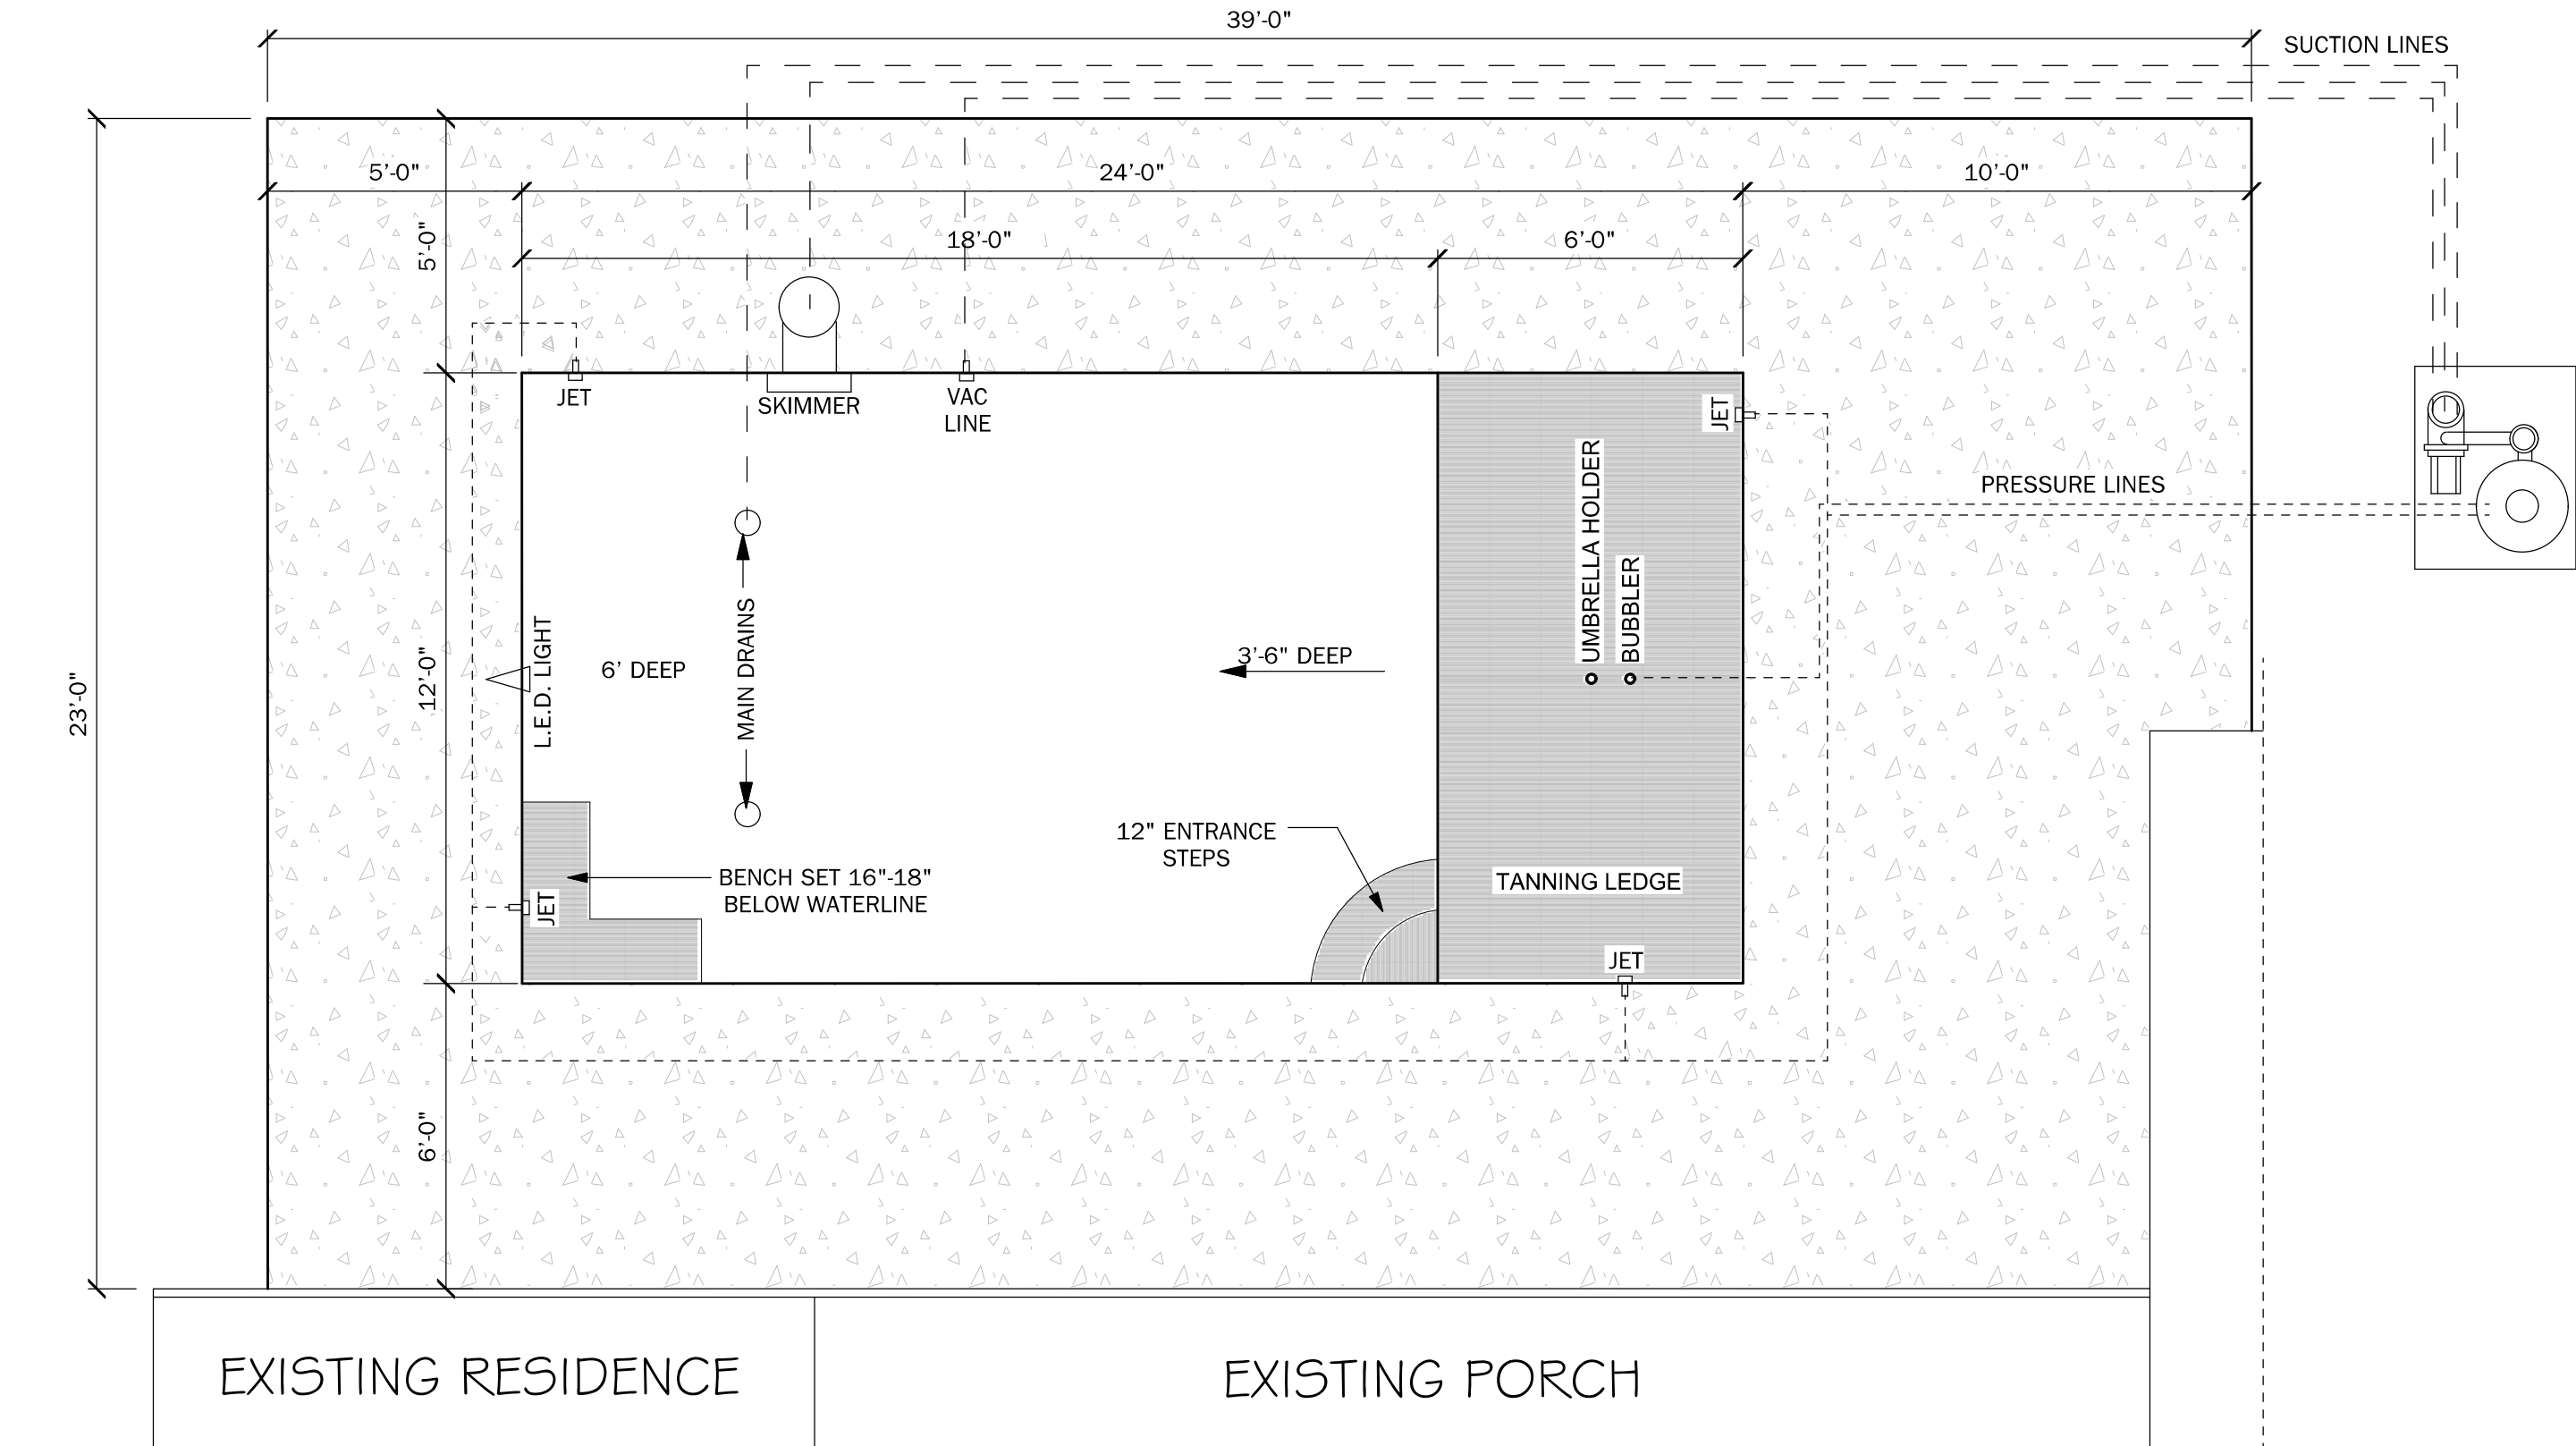 39'-0"
SUCTION LINES
5'-0"
24'-0"
10'-0"
5'-0"
18'-0"
6'-0"
JET
SKIMMER
VAC
LINE
JET
UMBRELLA HOLDER
BUBBLER
PRESSURE LINES
L.E.D. LIGHT
6' DEEP
MAIN DRAINS
3'-6" DEEP
12'-0"
23'-0"
12" ENTRANCE
STEPS
BENCH SET 16"-18"
BELOW WATERLINE
JET
TANNING LEDGE
JET
6'-0"
EXISTING RESIDENCE
EXISTING PORCH